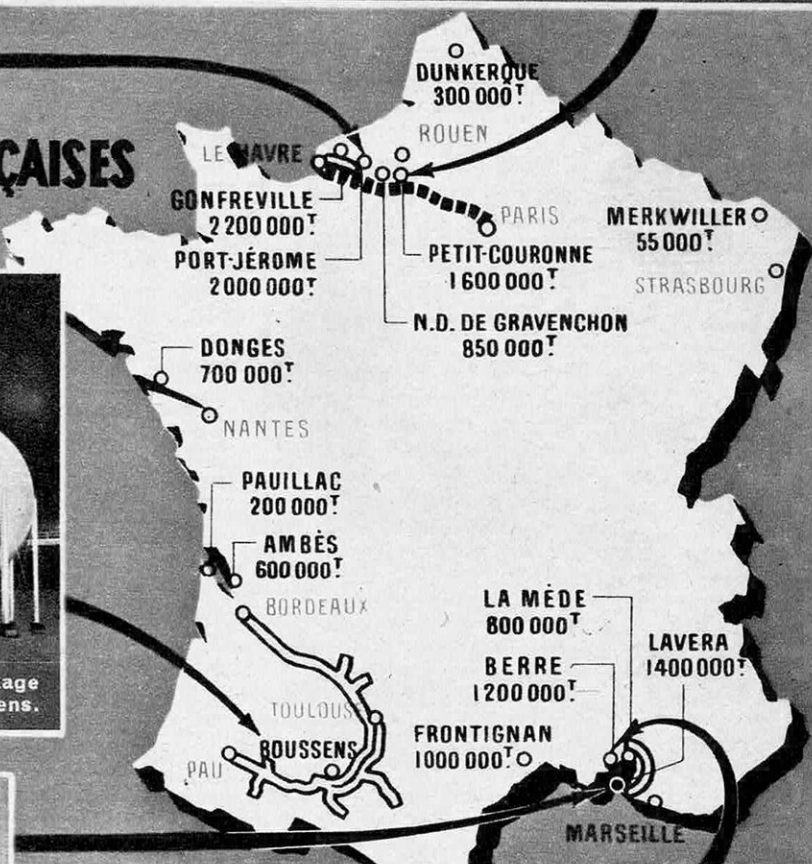 DUNKERQUE
300 000T.
ROUEN
ÇAISES
LE HAVRE
GONFREVILLE
2 200 000T.
PARIS
MERKWILLER
55 000T.
PORT-JÉROME
2 000 000T.
PETIT-COURONNE
1 600 000T.
STRASBOURG
N.D. DE GRAVENCHON
850 000T.
DONGES
700 000T.
NANTES
PAUILLAC
200 000T.
AMBÈS
600 000T.
BORDEAUX
LA MÈDE
800 000T
LAVERA
1 400 000T.
BERRE
1 200 000T.
age
ens.
TOULOUSE
BOUSSENS
FRONTIGNAN
1 000 000T.
PAU
MARSEILLE